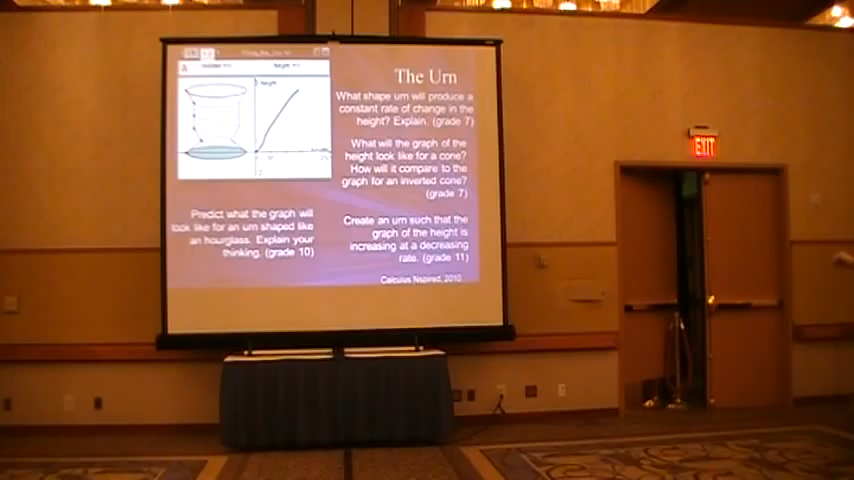 The Urn
What shape urn will produce a
constant rate of change in the
height? Explain. (grade 7)
What will the graph of the
height look like for a cone?
How will it compare to the
graph for an inverted cone?
(grade 7)
Predict what the graph will
look like for an urn shaped like
an hourglass. Explain your
thinking. (grade 10)
Create an urn such that the
graph of the height is
increasing at a decreasing
rate. (grade 11)
Calculus Nspired, 2010
EXIT